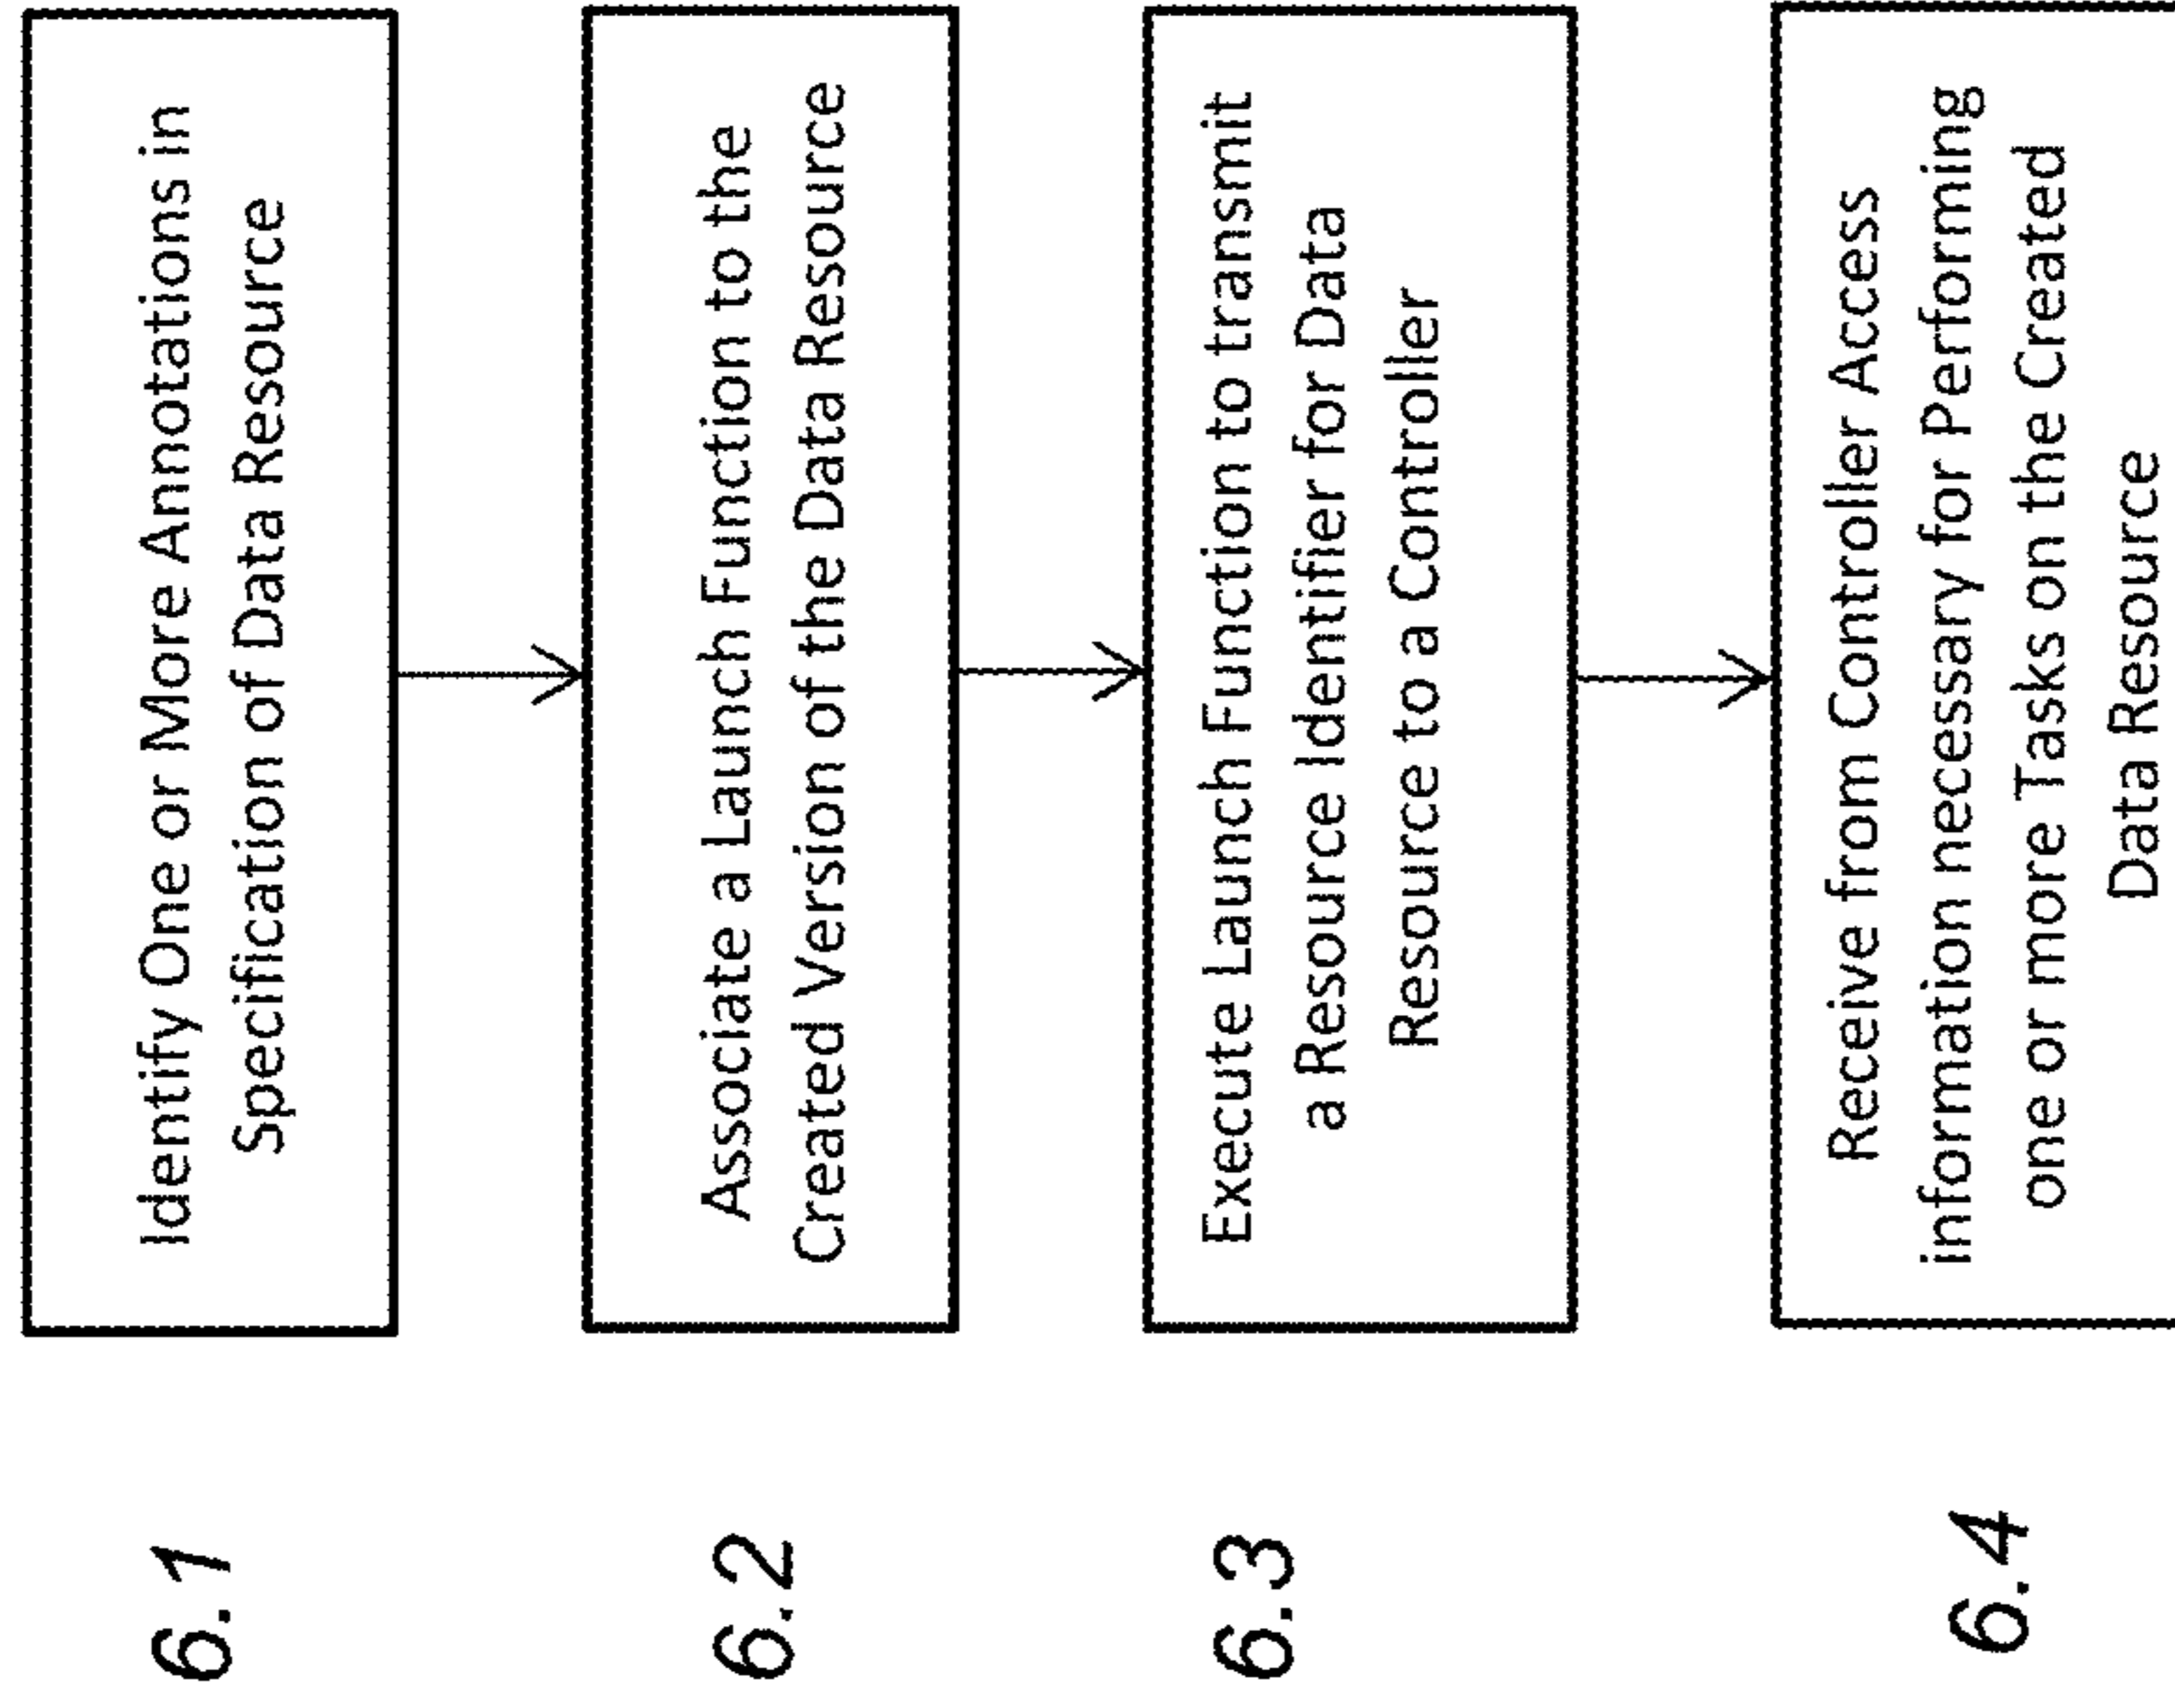 6.1
Identify One or More Annotations in
Specification of Data Resource
6.2
Associate a Launch Function to the
Created Version of the Data Resource
6.3
Execute Launch Function to transmit
a Resource Identifier for Data
Resource to a Controller
6.4
Receive from Controller Access
information necessary for Performing
one or more Tasks on the Created
Data Resource